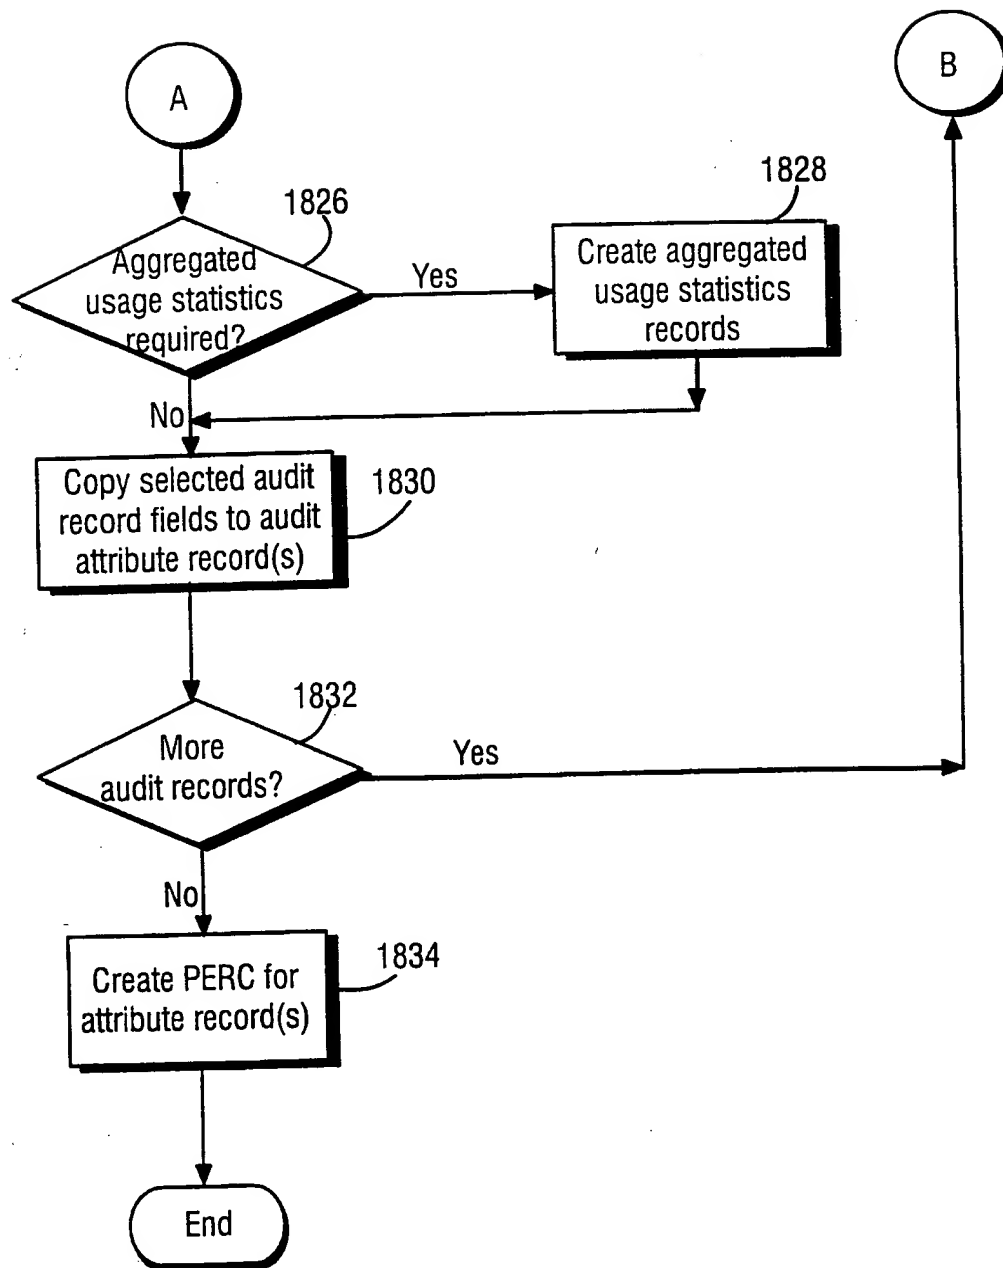 A
B
1826
1828
Aggregated
usage statistics
required?
Yes
Create aggregated
usage statistics
records
No
Copy selected audit
record fields to audit
attribute record(s)
1830
1832
More
audit records?
Yes
No
Create PERC for
attribute record(s)
1834
End